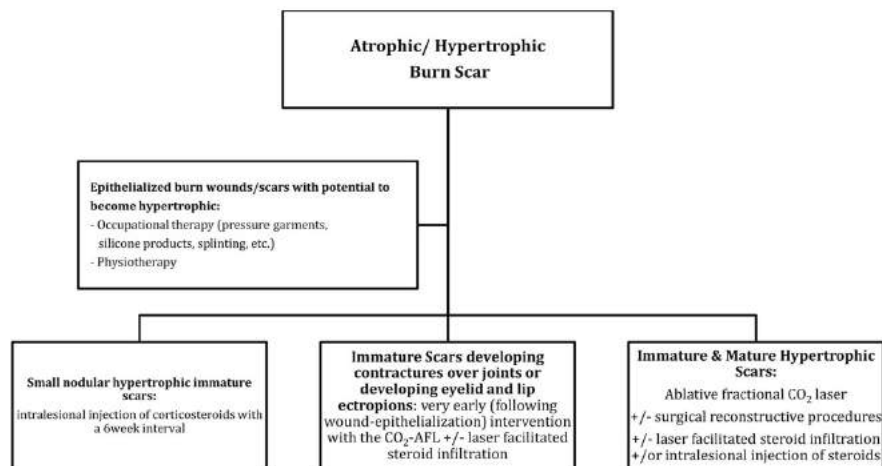 Atrophic/ Hypertrophic
Burn Scar
Epithelialized burn wounds/scars with potential to
become hypertrophic:
- Occupational therapy (pressure garments,
silicone products, splinting, etc.)
- Physiotherapy
Small nodular hypertrophic immature
scars:
intralesional injection of corticosteroids with
a 6week interval
Immature Scars developing
contractures over joints or
developing eyelid and lip
ectropions: very early (following
wound-epithelialization) intervention
with the CO₂-AFL +/- laser facilitated
steroid infiltration
Immature & Mature Hypertrophic
Scars:
Ablative fractional CO₂ laser
+/- surgical reconstructive procedures
+/- laser facilitated steroid infiltration
+/or intralesional injection of steroids